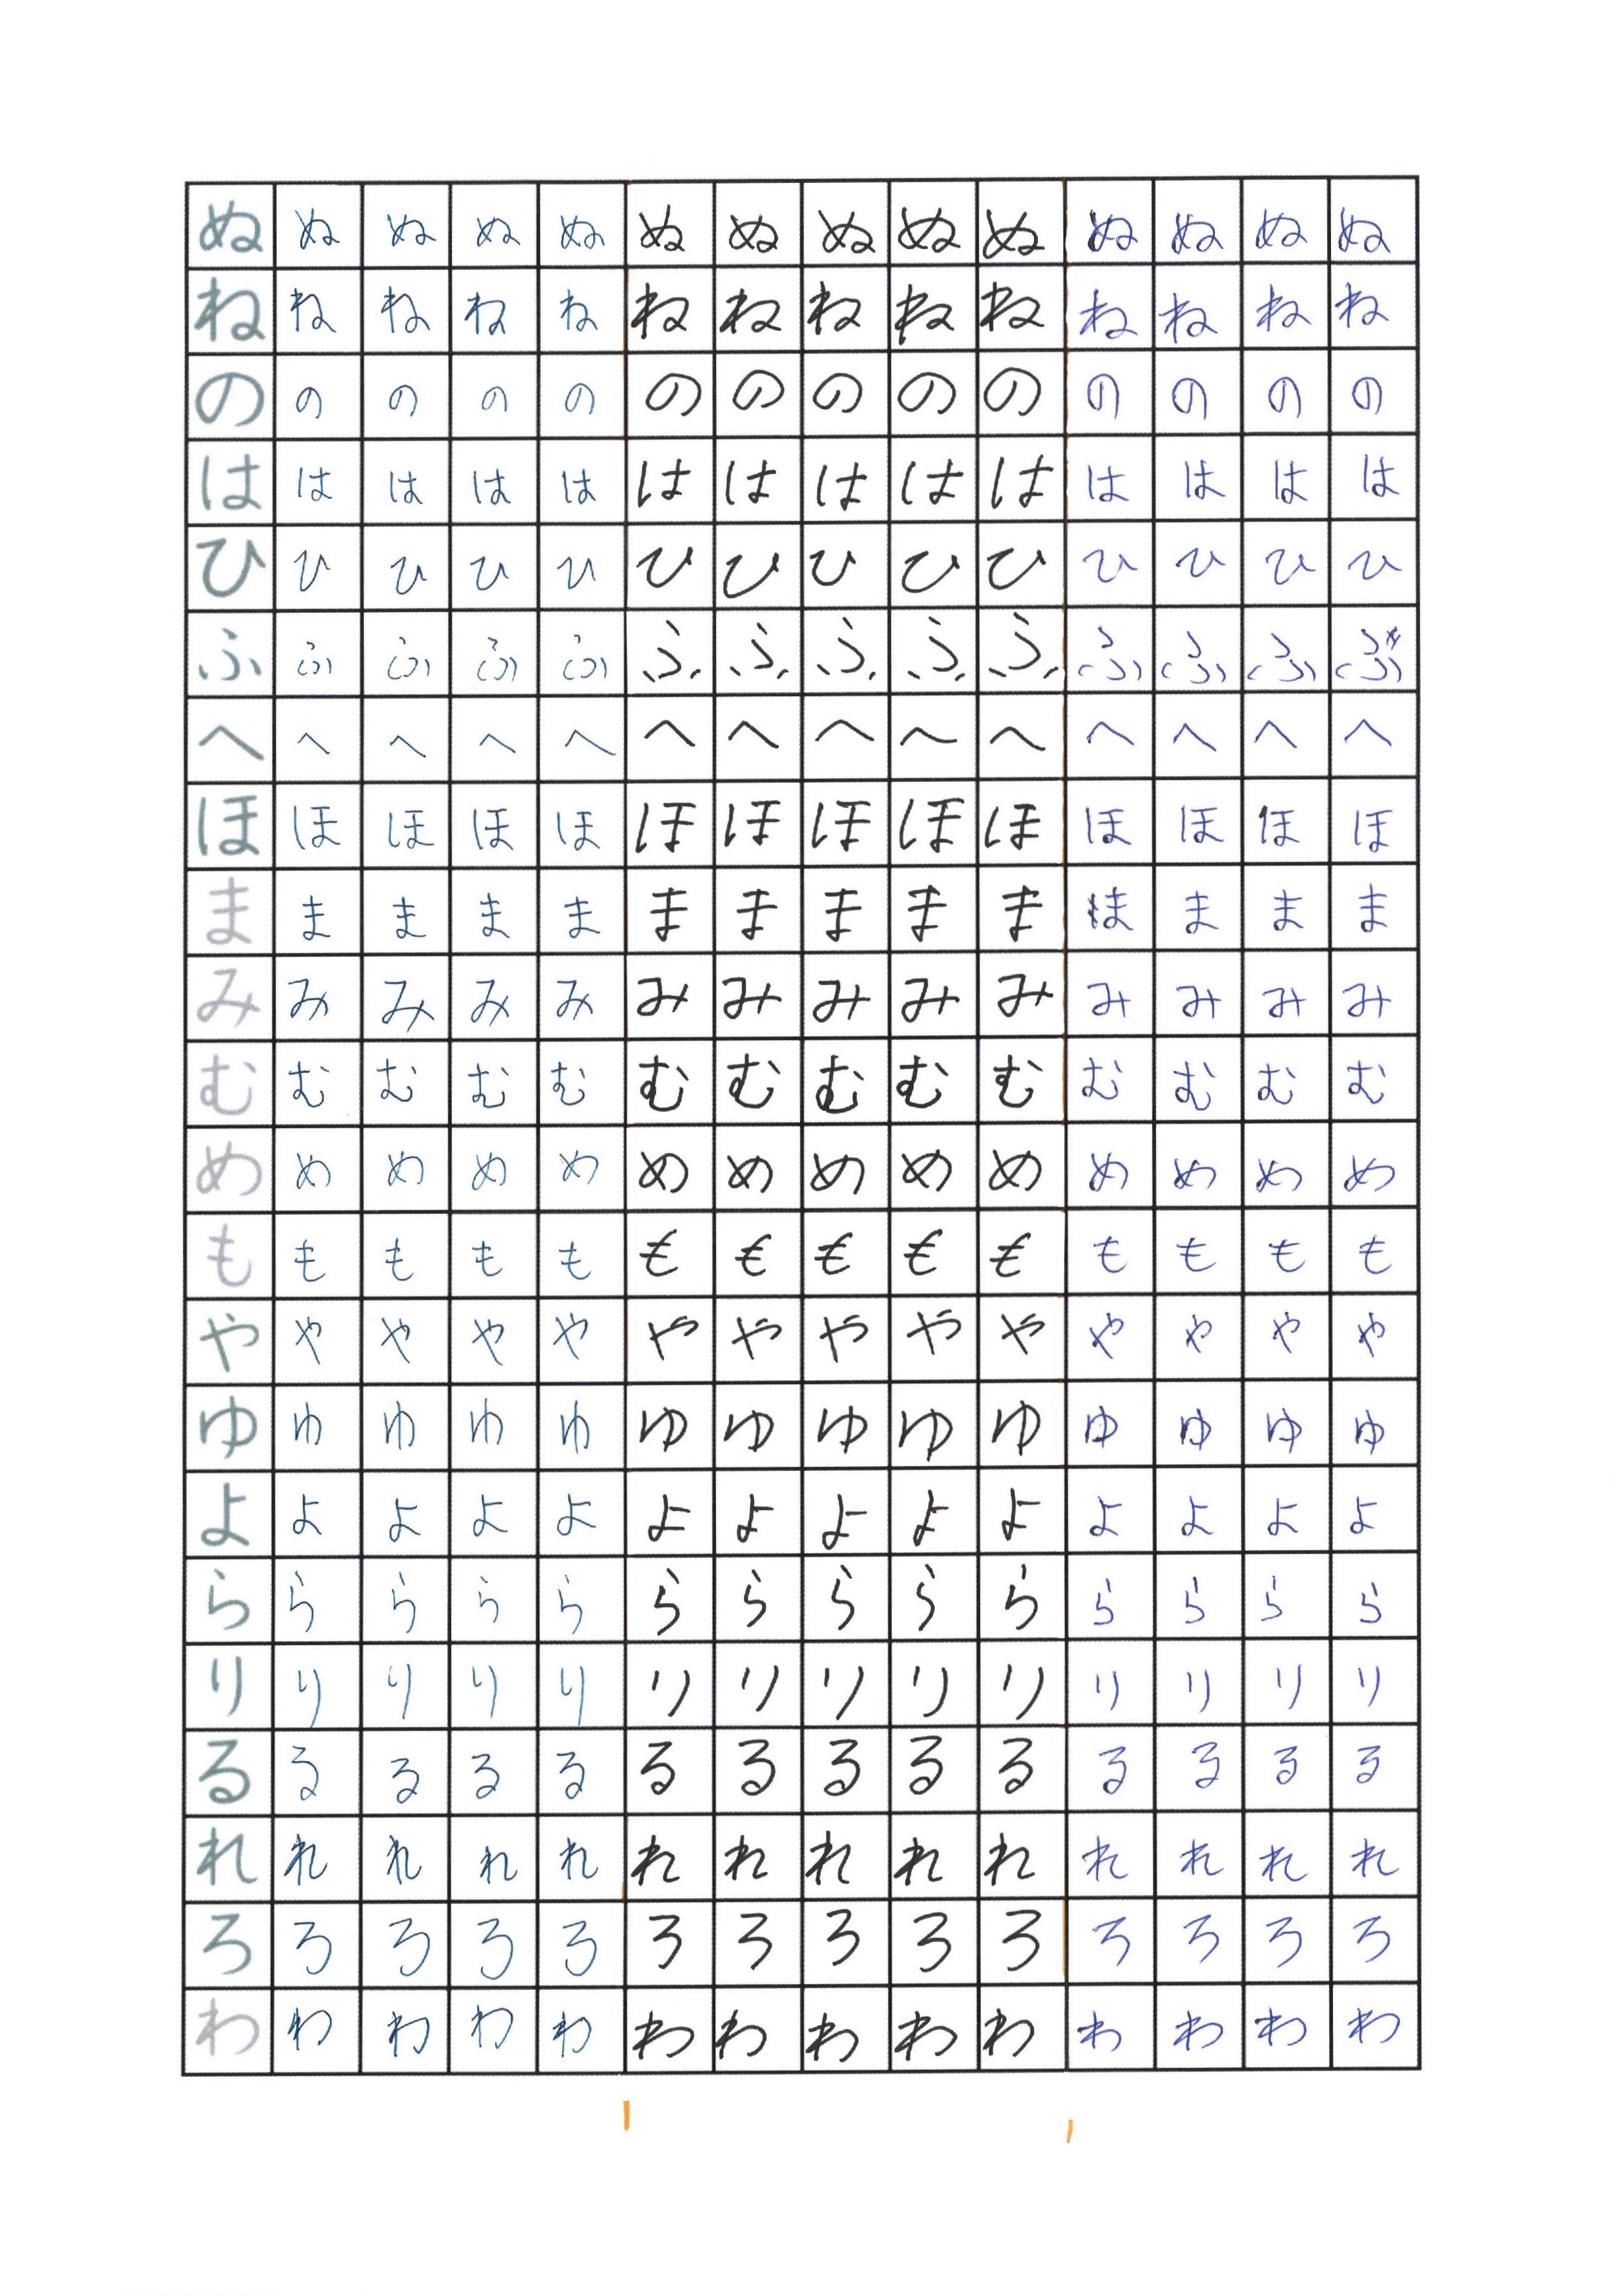 ぬ ぬ ぬ ぬ ぬ ぬ ぬ ぬ ぬ ぬ ぬ ぬ ぬ ぬ
ね ね ね ね ね ね ね ね ね ね ね ね ね ね
の の の の の の の の の の の の の の
は は は は は は は は は は は は は は
ひ ひ ひ ひ ひ ひ ひ ひ ひ ひ ひ ひ ひ ひ
ふ ふ ふ ふ ふ ふ ふ ふ ふ ふ ふ ふ ふ ふ
へ へ へ へ へ へ へ へ へ へ へ へ へ へ
ほ ほ ほ ほ ほ ほ ほ ほ ほ ほ ほ ほ ほ ほ
ま ま ま ま ま ま ま ま ま ま ほ ま ま ま
み み み み み み み み み み み み み み
む む む む む む む む む む む む む む
め め め め め め め め め め め め め め
も も も も も も も も も も も も も も
や や や や や や や や や や や や や や
ゆ ゆ ゆ ゆ ゆ ゆ ゆ ゆ ゆ ゆ ゆ ゆ ゆ ゆ
よ よ よ よ よ よ よ よ よ よ よ よ よ よ
ら ら ら ら ら ら ら ら ら ら ら ら ら ら
り り り り り り り り り り り り り り
る る る る る る る る る る る る る る
れ れ れ れ れ れ れ れ れ れ れ れ れ れ
ろ ろ ろ ろ ろ ろ ろ ろ ろ ろ ろ ろ ろ ろ
わ わ わ わ わ わ わ わ わ わ わ わ わ わ